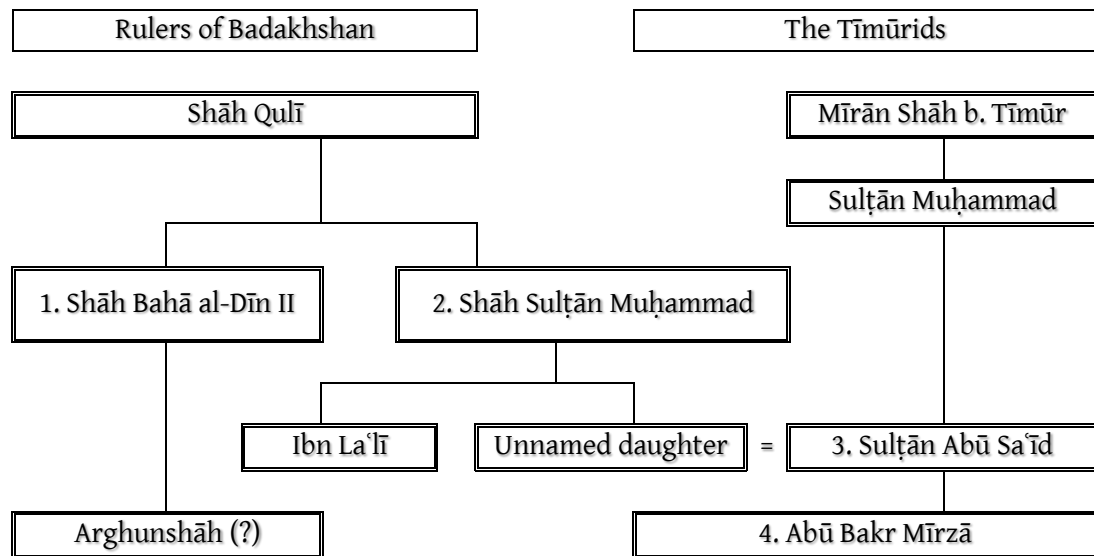 Rulers of Badakhshan
The Tīmūrids
Shāh Qulī
Mīrān Shāh b. Tīmūr
Sulṭān Muḥammad
1. Shāh Bahā al-Dīn II
2. Shāh Sulṭān Muḥammad
Ibn Laʿlī
Unnamed daughter
=
3. Sulṭān Abū Saʿīd
Arghunshāh (?)
4. Abū Bakr Mīrzā